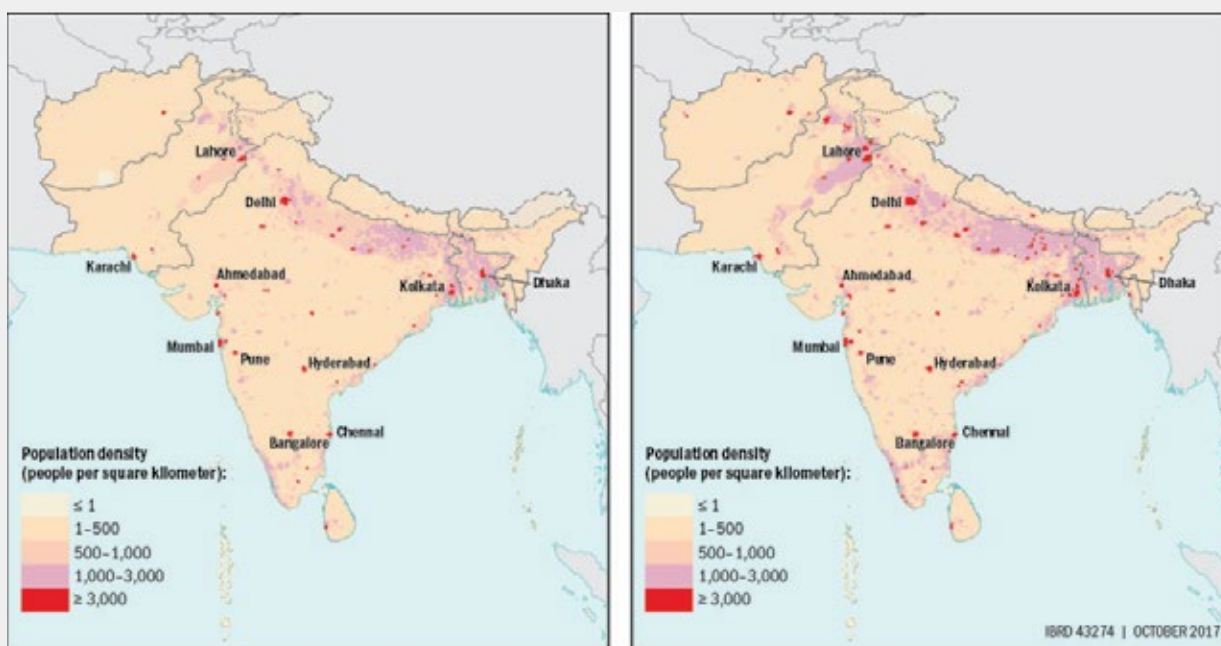 Lahore
Delhi
Karachi
Ahmedabad
Kolkata
Dhaka
Mumbai
Pune
Hyderabad
Bangalore
Chennai
Population density
(people per square kilometer):
≤ 1
1–500
500–1,000
1,000–3,000
≥ 3,000
Lahore
Delhi
Karachi
Ahmedabad
Kolkata
Dhaka
Mumbai
Pune
Hyderabad
Bangalore
Chennai
Population density
(people per square kilometer):
≤ 1
1–500
500–1,000
1,000–3,000
≥ 3,000
IBRD 43274 | OCTOBER 2017